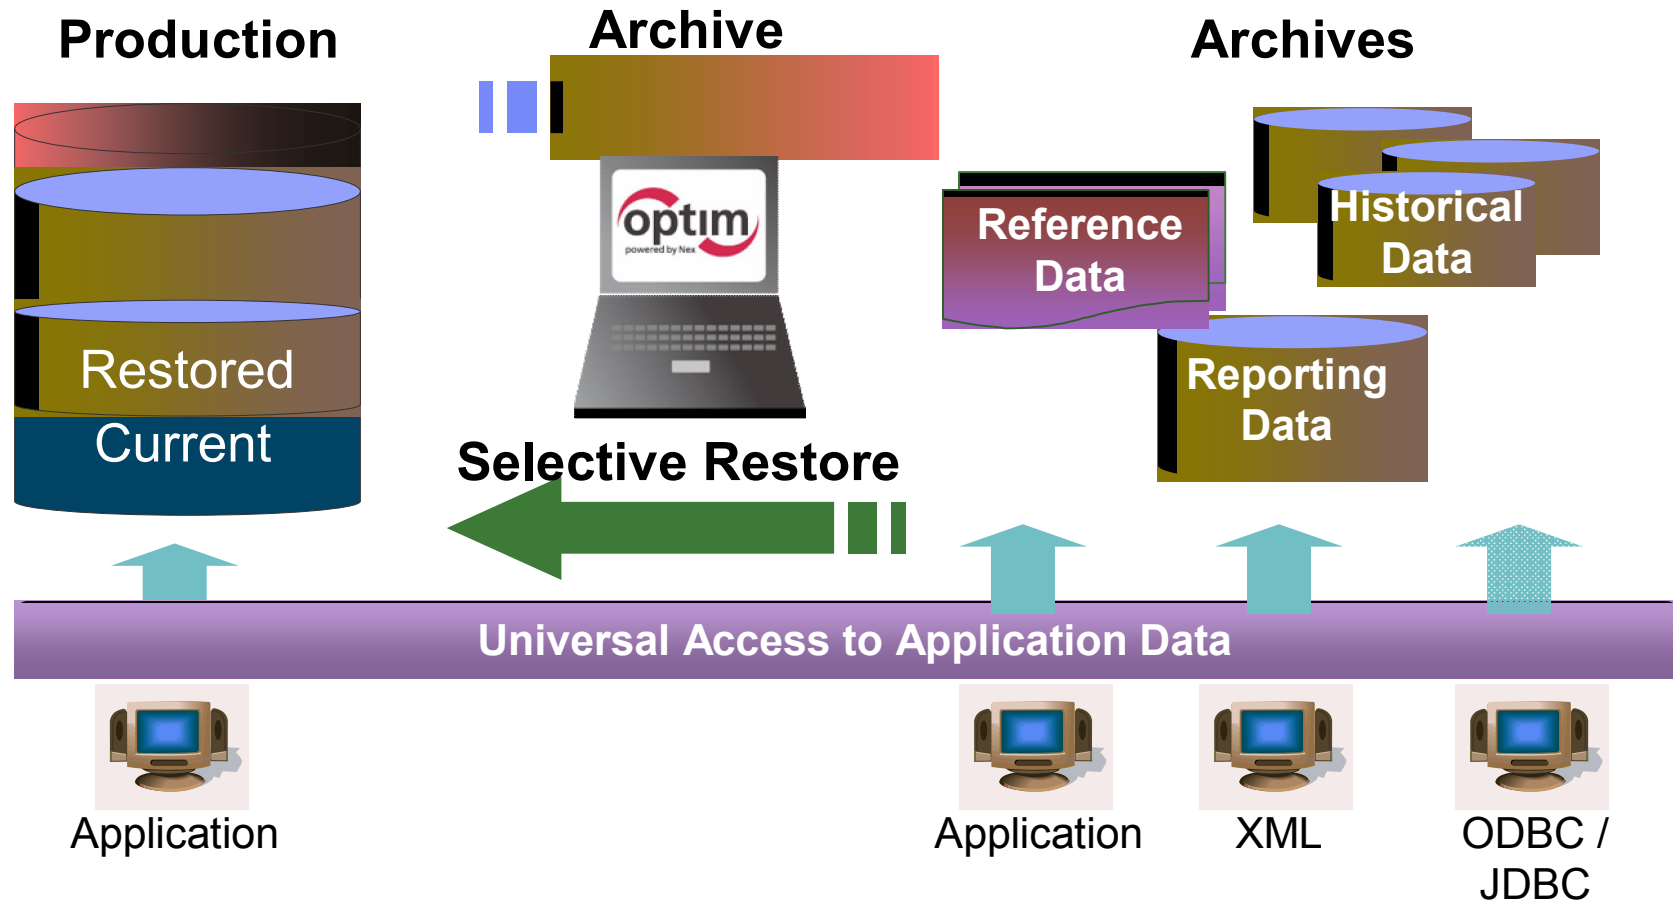 Production
Archive
Archives
optim
powered by Nex
Reference
Data
Historical
Data
Restored
Current
Reporting
Data
Selective Restore
Universal Access to Application Data
Application
Application
XML
ODBC /
JDBC